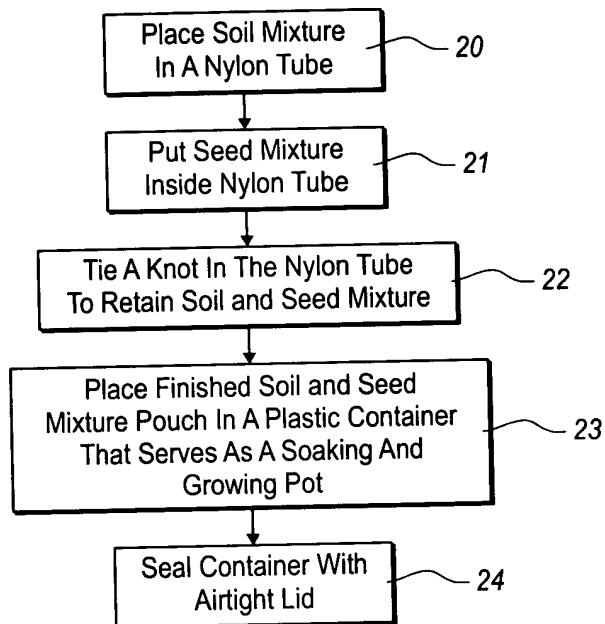 Place Soil Mixture
In A Nylon Tube
20
Put Seed Mixture
Inside Nylon Tube
21
Tie A Knot In The Nylon Tube
To Retain Soil and Seed Mixture
22
Place Finished Soil and Seed
Mixture Pouch In A Plastic Container
That Serves As A Soaking And
Growing Pot
23
Seal Container With
Airtight Lid
24